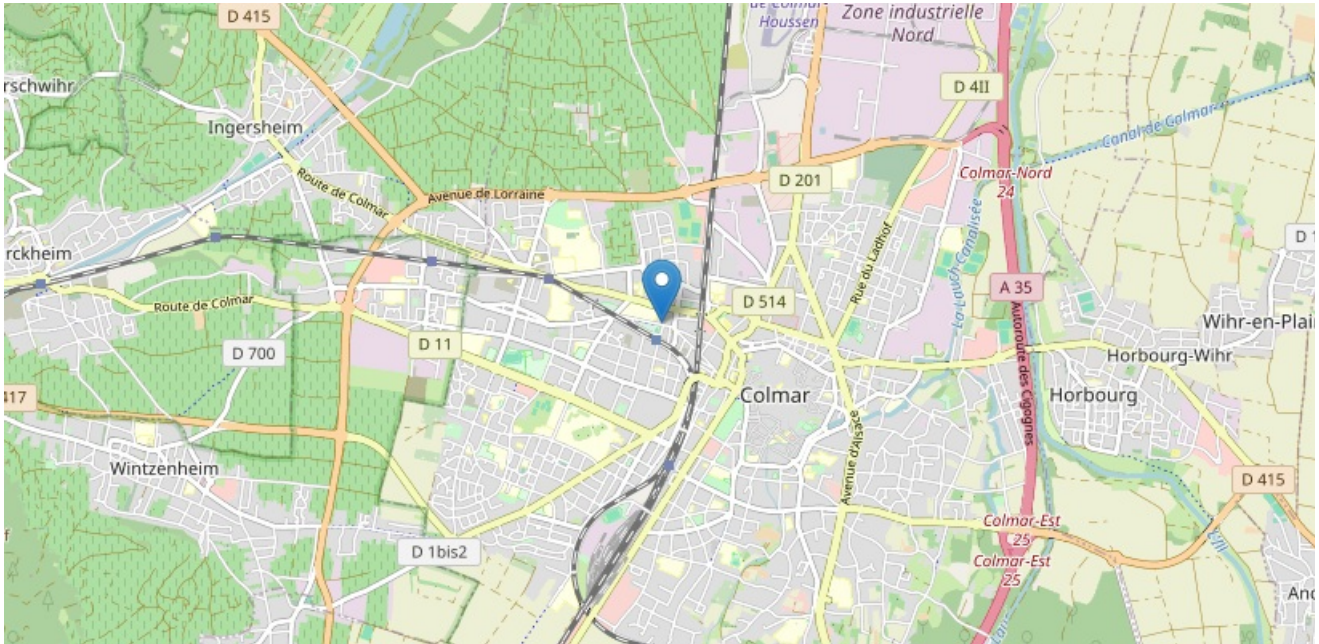 D 415
de Colmar-
Houssen
Zone industrielle
Nord
rschwihr
D 4II
Ingersheim
Canal de Colmar
Route de Colmar
Avenue de Lorraine
D 201
Colmar-Nord
24
rckheim
Rue du Ladhof
La Lauch Canalisée
D 1
Route de Colmar
D 514
A 35
D 700
D 11
Wihr-en-Plai
Horbourg-Wihr
417
Colmar
Horbourg
Autoroute des Cigognes
Avenue d'Alsace
Wintzenheim
D 415
Colmar-Est
25
D 1bis2
Colmar-Est
25
L'Ill
f
And
Lau